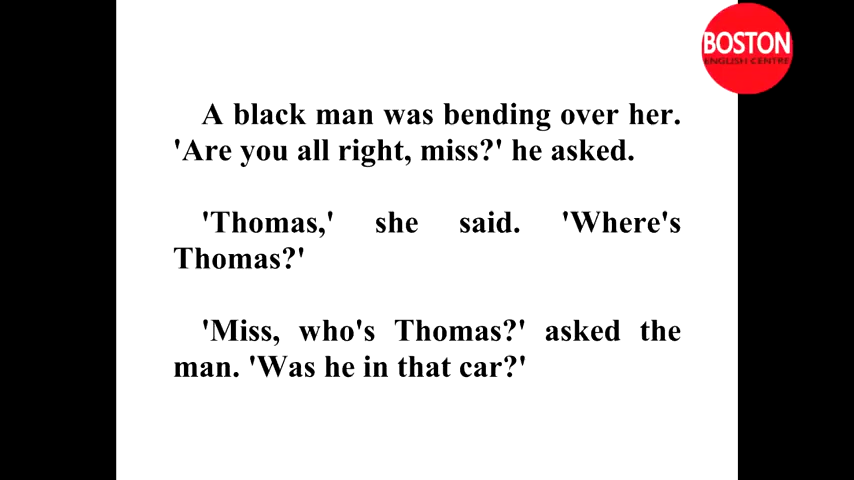 BOSTON
ENGLISH CENTRE
A black man was bending over her.
'Are you all right, miss?' he asked.
'Thomas,' she said. 'Where's
Thomas?'
'Miss, who's Thomas?' asked the
man. 'Was he in that car?'